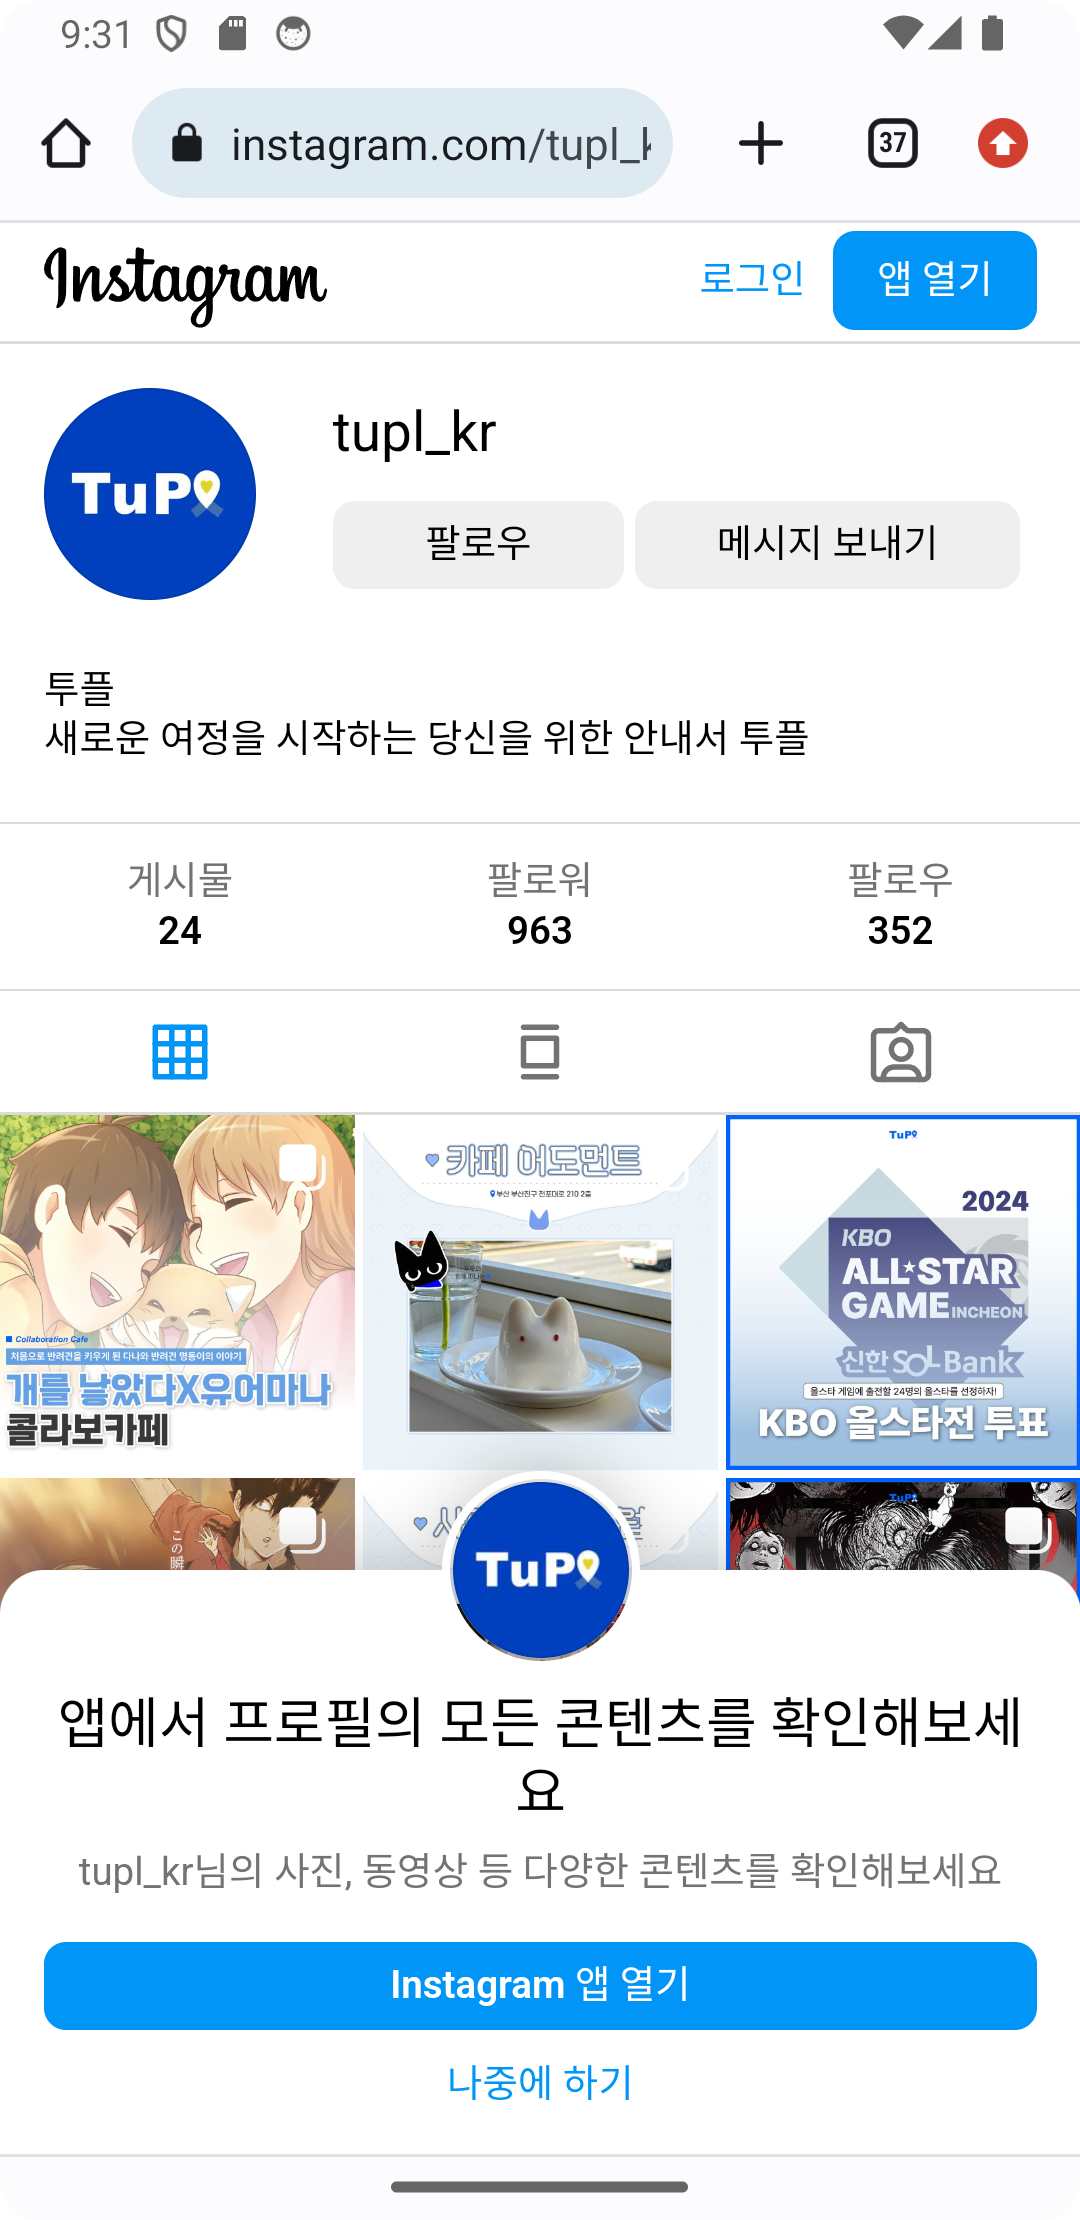 9:31
instagram.com/tupl_k
37
Instagram
로그인
앱 열기
TuPl
tupl_kr
팔로우
메시지 보내기
투플
새로운 여정을 시작하는 당신을 위한 안내서 투플
게시물
24
팔로워
963
팔로우
352
Collaboration Cafe
처음으로 반려견을 키우게 된 다나와 반려견 명동이의 이야기
개를 낳았다X유어마나
콜라보카페
카페 어도먼트
부산 부산진구 전포대로 210 2층
TuPl
2024
KBO
ALL★STAR
GAME INCHEON
신한 SOL Bank
올스타 게임에 출전할 24명의 올스타를 선정하자!
KBO 올스타전 투표
この瞬
TuPl
TuPl
앱에서 프로필의 모든 콘텐츠를 확인해보세
요
tupl_kr님의 사진, 동영상 등 다양한 콘텐츠를 확인해보세요
Instagram 앱 열기
나중에 하기